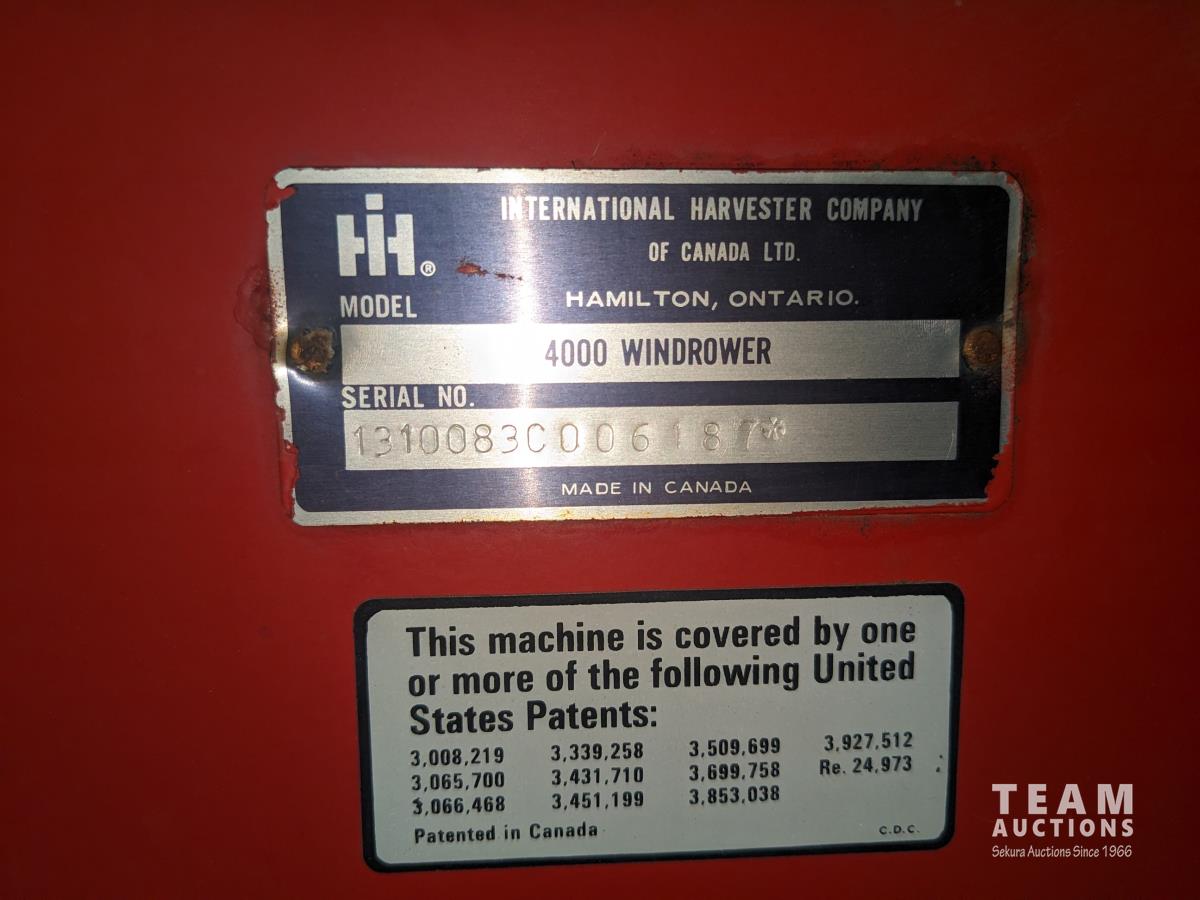 INTERNATIONAL HARVESTER COMPANY
IH®
OF CANADA LTD.
MODEL
HAMILTON, ONTARIO.
4000 WINDROWER
SERIAL NO.
1310083C006187*
MADE IN CANADA
This machine is covered by one
or more of the following United
States Patents:
3,008,219 3,339,258 3,509,699 3,927,512
3,065,700 3,431,710 3,699,758 Re. 24,973
3,066,468 3,451,199 3,853,038
Patented in Canada C.D.C.
TEAM
AUCTIONS
Sekura Auctions Since 1966